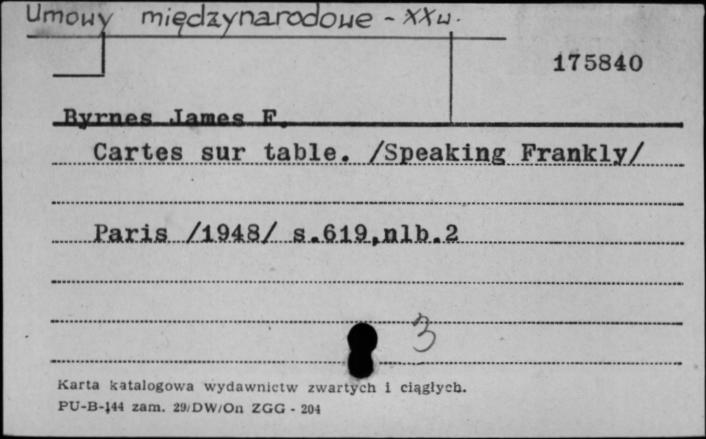 Umowy międzynarodowe - XX w.
175840
Byrnes James F.
Cartes sur table. /Speaking Frankly/
Paris /1948/ s.619,nlb.2
3
Karta katalogowa wydawnictw zwartych i ciągłych.
PU-B-144 zam. 29/DW/On ZGG - 204